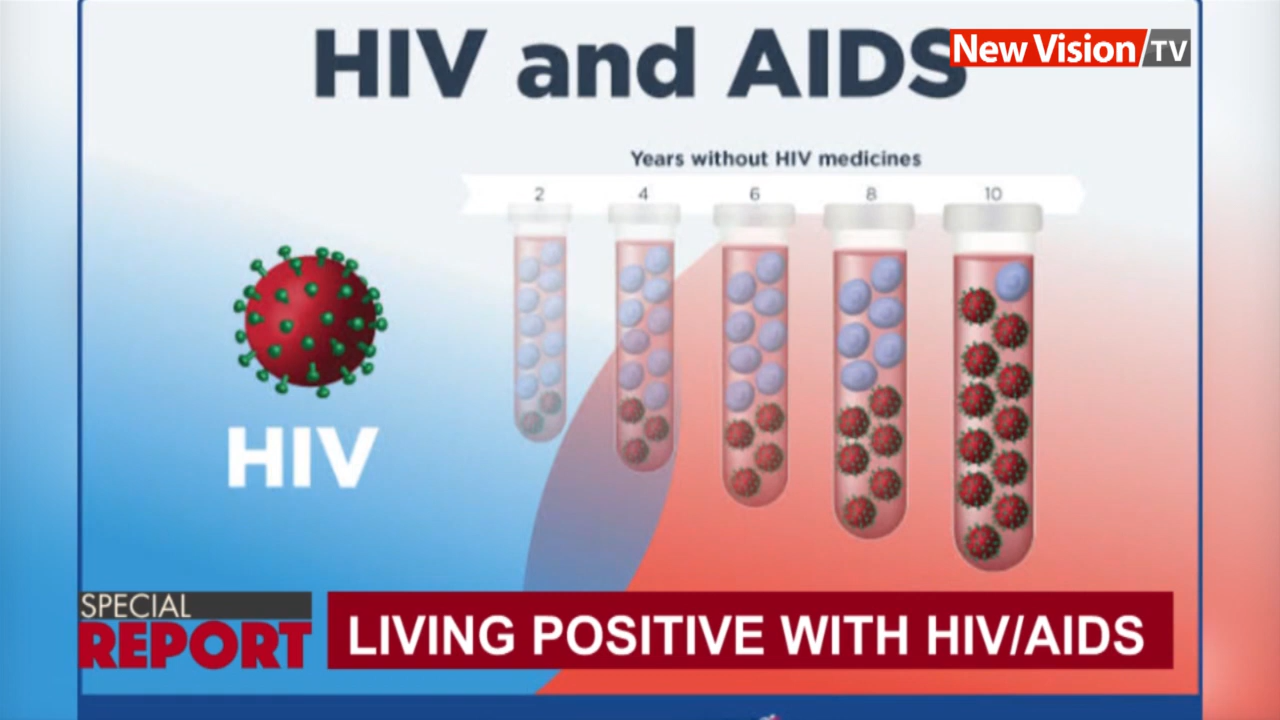 HIV and AIDS
New Vision/TV
Years without HIV medicines
2 4 6 8 10
HIV
SPECIAL
REPORT
LIVING POSITIVE WITH HIV/AIDS